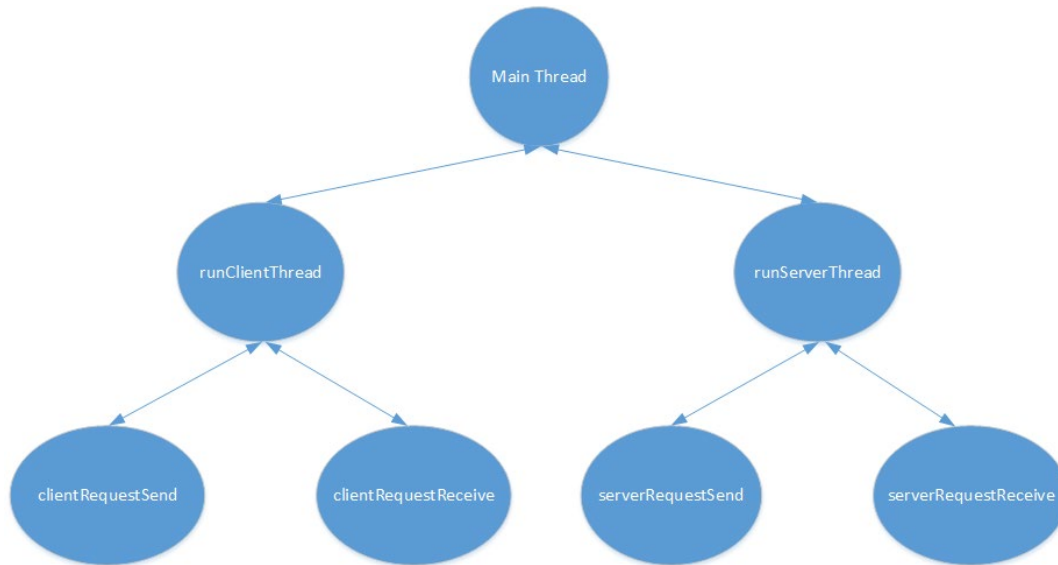 Main Thread
runClientThread
runServerThread
clientRequestSend
clientRequestReceive
serverRequestSend
serverRequestReceive